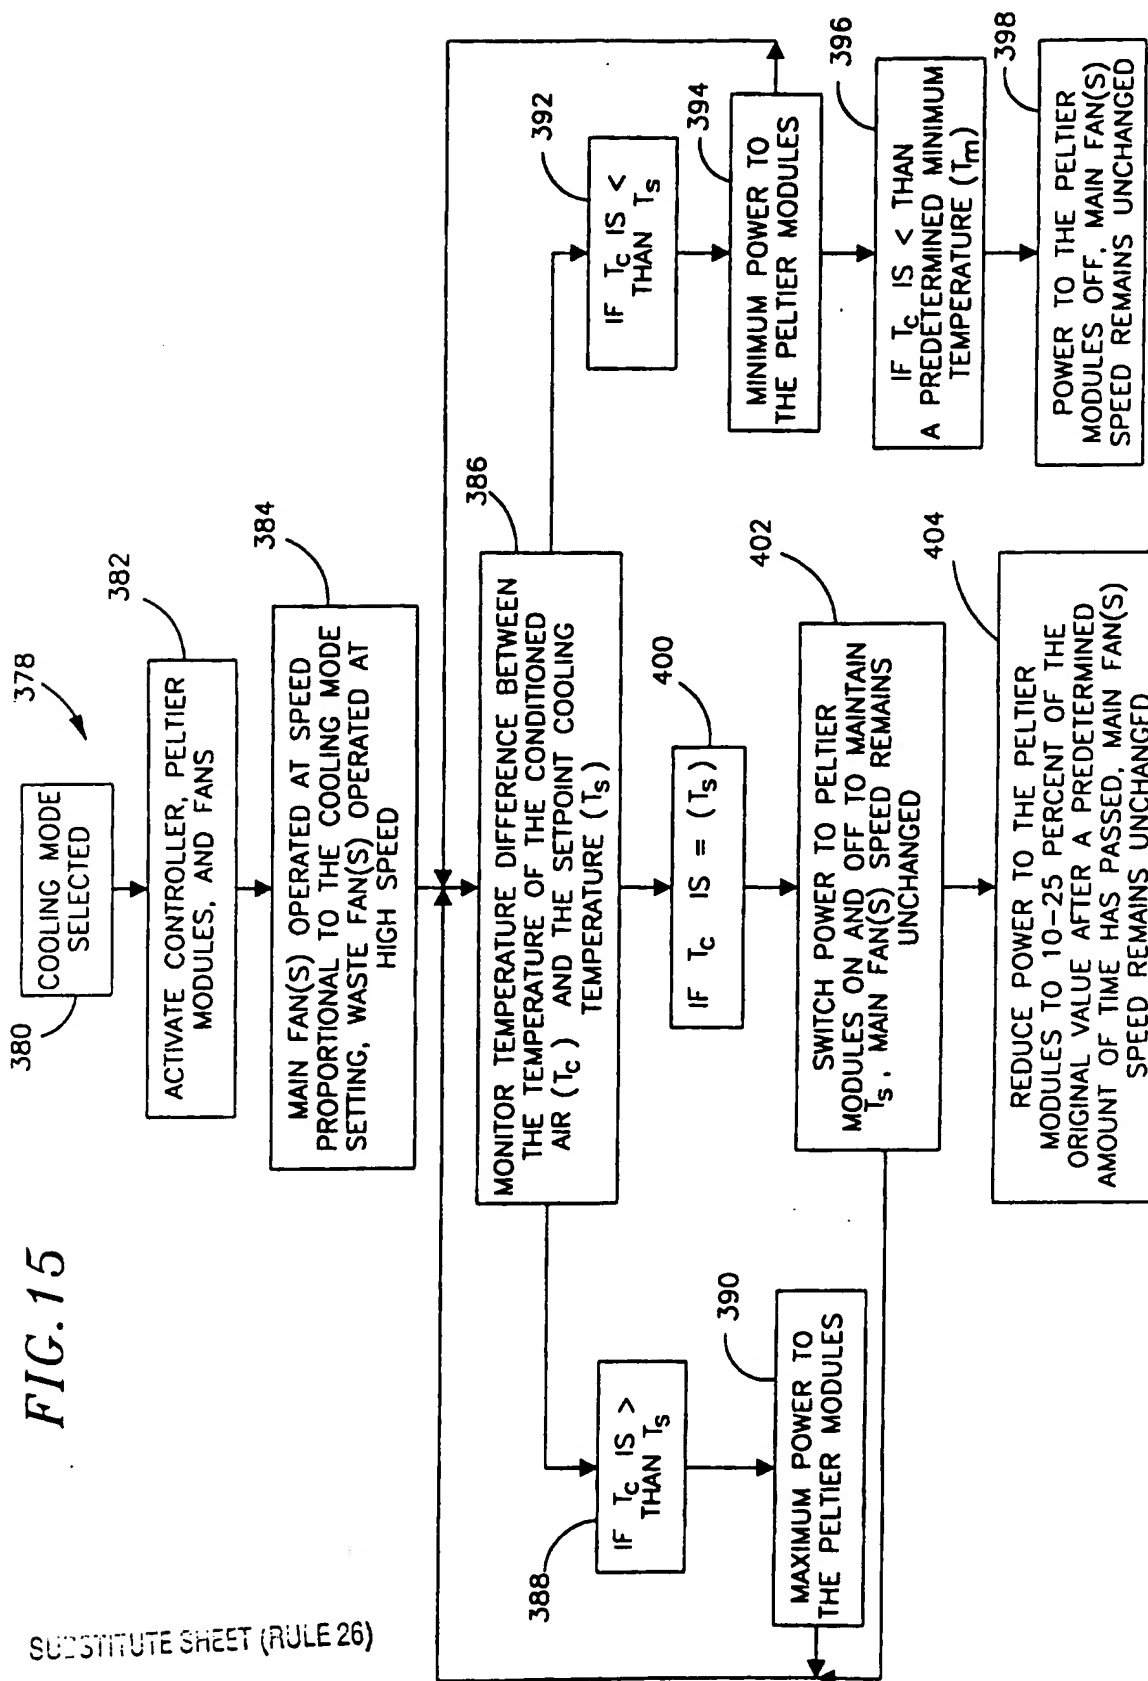 FIG. 15
378
380
COOLING MODE
SELECTED
382
ACTIVATE CONTROLLER, PELTIER
MODULES, AND FANS
384
MAIN FAN(S) OPERATED AT SPEED
PROPORTIONAL TO THE COOLING MODE
SETTING, WASTE FAN(S) OPERATED AT
HIGH SPEED
386
MONITOR TEMPERATURE DIFFERENCE BETWEEN
THE TEMPERATURE OF THE CONDITIONED
AIR (Tc) AND THE SETPOINT COOLING
TEMPERATURE (Ts)
388
IF Tc IS >
THAN Ts
390
MAXIMUM POWER TO
THE PELTIER MODULES
400
IF Tc IS = (Ts)
402
SWITCH POWER TO PELTIER
MODULES ON AND OFF TO MAINTAIN
Ts, MAIN FAN(S) SPEED REMAINS
UNCHANGED
404
REDUCE POWER TO THE PELTIER
MODULES TO 10-25 PERCENT OF THE
ORIGINAL VALUE AFTER A PREDETERMINED
AMOUNT OF TIME HAS PASSED, MAIN FAN(S)
SPEED REMAINS UNCHANGED
392
IF Tc IS <
THAN Ts
394
MINIMUM POWER TO
THE PELTIER MODULES
396
IF Tc IS < THAN
A PREDETERMINED MINIMUM
TEMPERATURE (Tm)
398
POWER TO THE PELTIER
MODULES OFF, MAIN FAN(S)
SPEED REMAINS UNCHANGED
SUBSTITUTE SHEET (RULE 26)